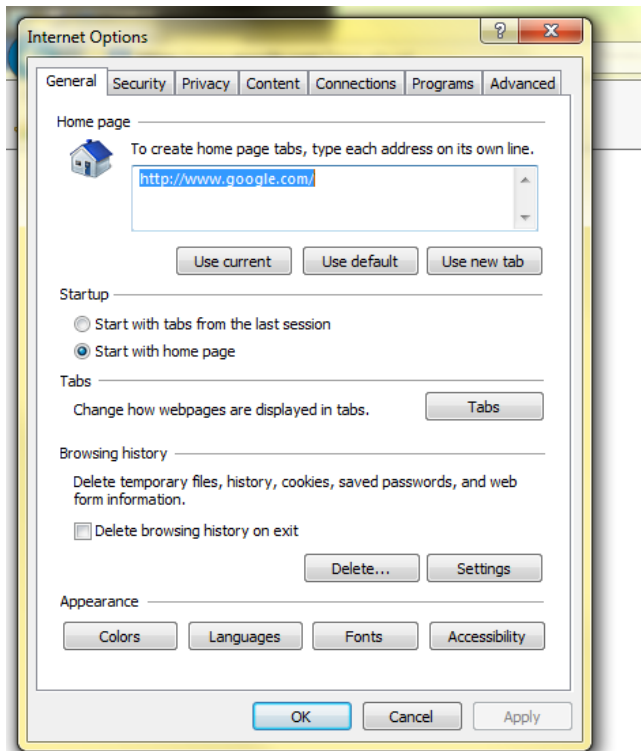 Internet Options
?
X
General Security Privacy Content Connections Programs Advanced
Home page
To create home page tabs, type each address on its own line.
http://www.google.com/
Use current Use default Use new tab
Startup
Start with tabs from the last session
Start with home page
Tabs
Change how webpages are displayed in tabs. Tabs
Browsing history
Delete temporary files, history, cookies, saved passwords, and web
form information.
Delete browsing history on exit
Delete... Settings
Appearance
Colors Languages Fonts Accessibility
OK Cancel Apply